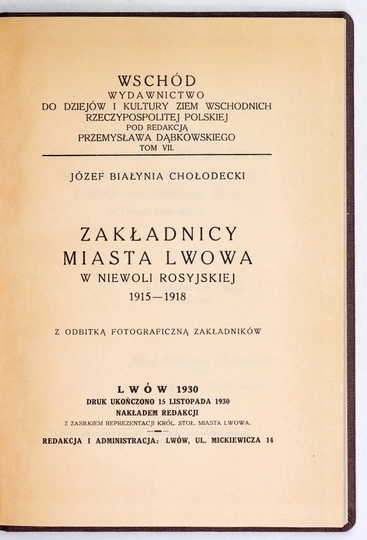 WSCHÓD
WYDAWNICTWO
DO DZIEJÓW I KULTURY ZIEM WSCHODNICH
RZECZYPOSPOLITEJ POLSKIEJ
POD REDAKCJĄ
PRZEMYSŁAWA DĄBKOWSKIEGO
TOM VII.
JÓZEF BIAŁYNIA CHOŁODECKI
ZAKŁADNICY
MIASTA LWOWA
W NIEWOLI ROSYJSKIEJ
1915—1918
Z ODBITKĄ FOTOGRAFICZNĄ ZAKŁADNIKÓW
LWÓW 1930
DRUK UKOŃCZONO 15 LISTOPADA 1930
NAKŁADEM REDAKCJI
Z ZASIŁKIEM REPREZENTACJI KRÓL. STOŁ. MIASTA LWOWA.
REDAKCJA I ADMINISTRACJA: LWÓW, UL. MICKIEWICZA 14